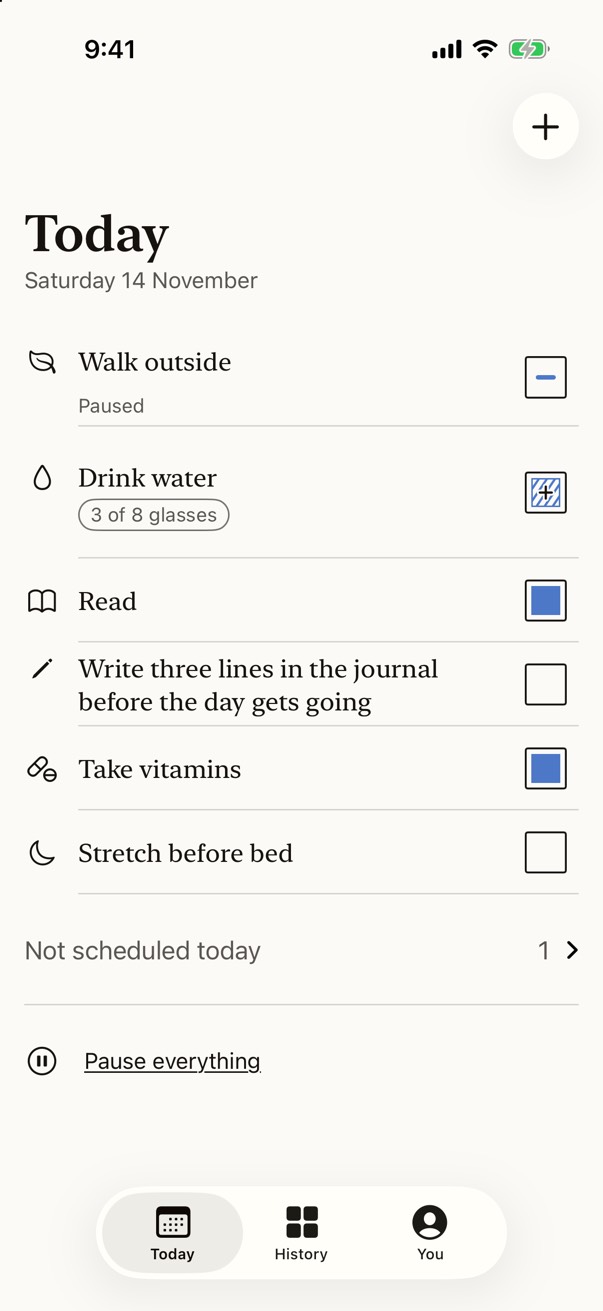 9:41
Today
Saturday 14 November
Walk outside
Paused
Drink water
3 of 8 glasses
Read
Write three lines in the journal
before the day gets going
Take vitamins
Stretch before bed
Not scheduled today 1
Pause everything
Today History You